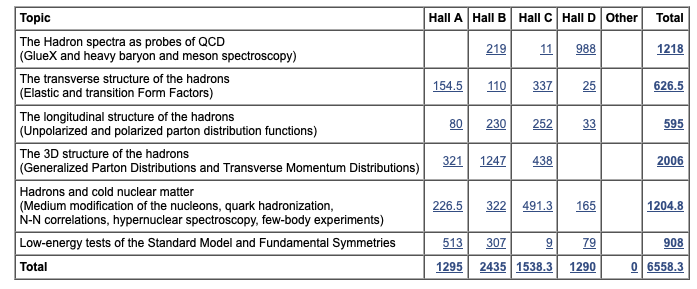 Topic Hall A Hall B Hall C Hall D Other Total
The Hadron spectra as probes of QCD
(GlueX and heavy baryon and meson spectroscopy) 219 11 988 1218
The transverse structure of the hadrons
(Elastic and transition Form Factors) 154.5 110 337 25 626.5
The longitudinal structure of the hadrons
(Unpolarized and polarized parton distribution functions) 80 230 252 33 595
The 3D structure of the hadrons
(Generalized Parton Distributions and Transverse Momentum Distributions) 321 1247 438 2006
Hadrons and cold nuclear matter
(Medium modification of the nucleons, quark hadronization, 226.5 322 491.3 165 1204.8
N-N correlations, hypernuclear spectroscopy, few-body experiments)
Low-energy tests of the Standard Model and Fundamental Symmetries 513 307 9 79 908
Total 1295 2435 1538.3 1290 0 6558.3